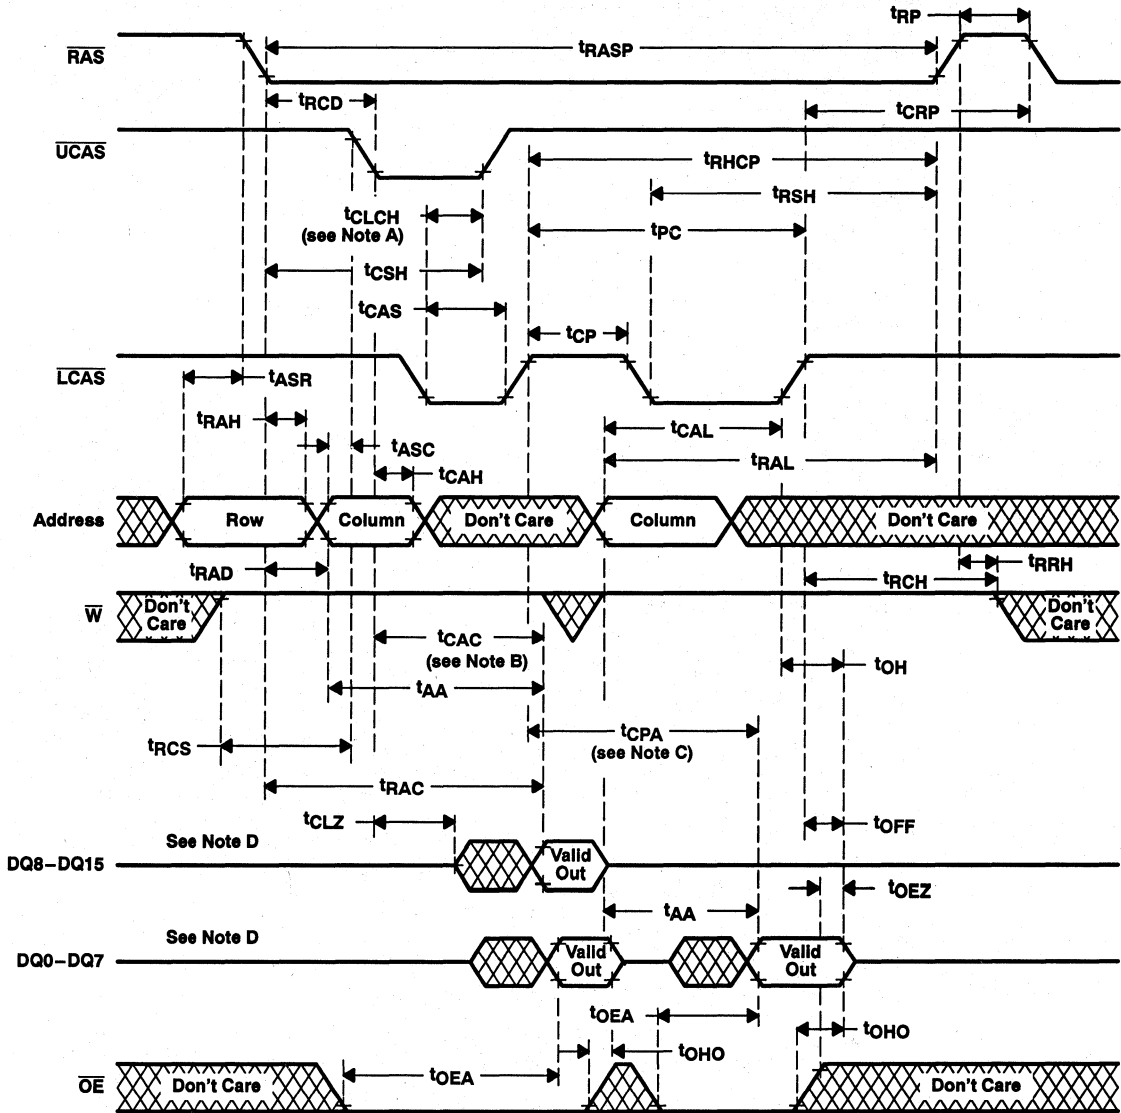 tRP
RAS
tRASP
tRCD
tCRP
UCAS
tRHCP
tRSH
tCLCH
(see Note A)
tPC
tCSH
tCAS
tCP
LCAS
tASR
tRAH
tCAL
tASC
tRAL
tCAH
Address
Row
Column
Don't Care
Column
Don't Care
tRAD
tRRH
tRCH
W
Don't
Care
Don't
Care
tCAC
(see Note B)
tOH
tAA
tCPA
(see Note C)
tRCS
tRAC
tCLZ
tOFF
See Note D
DQ8–DQ15
Valid
Out
tOEZ
tAA
See Note D
DQ0–DQ7
Valid
Out
Valid
Out
tOEA
tOHO
tOHO
tOEA
OE
Don't Care
Don't Care